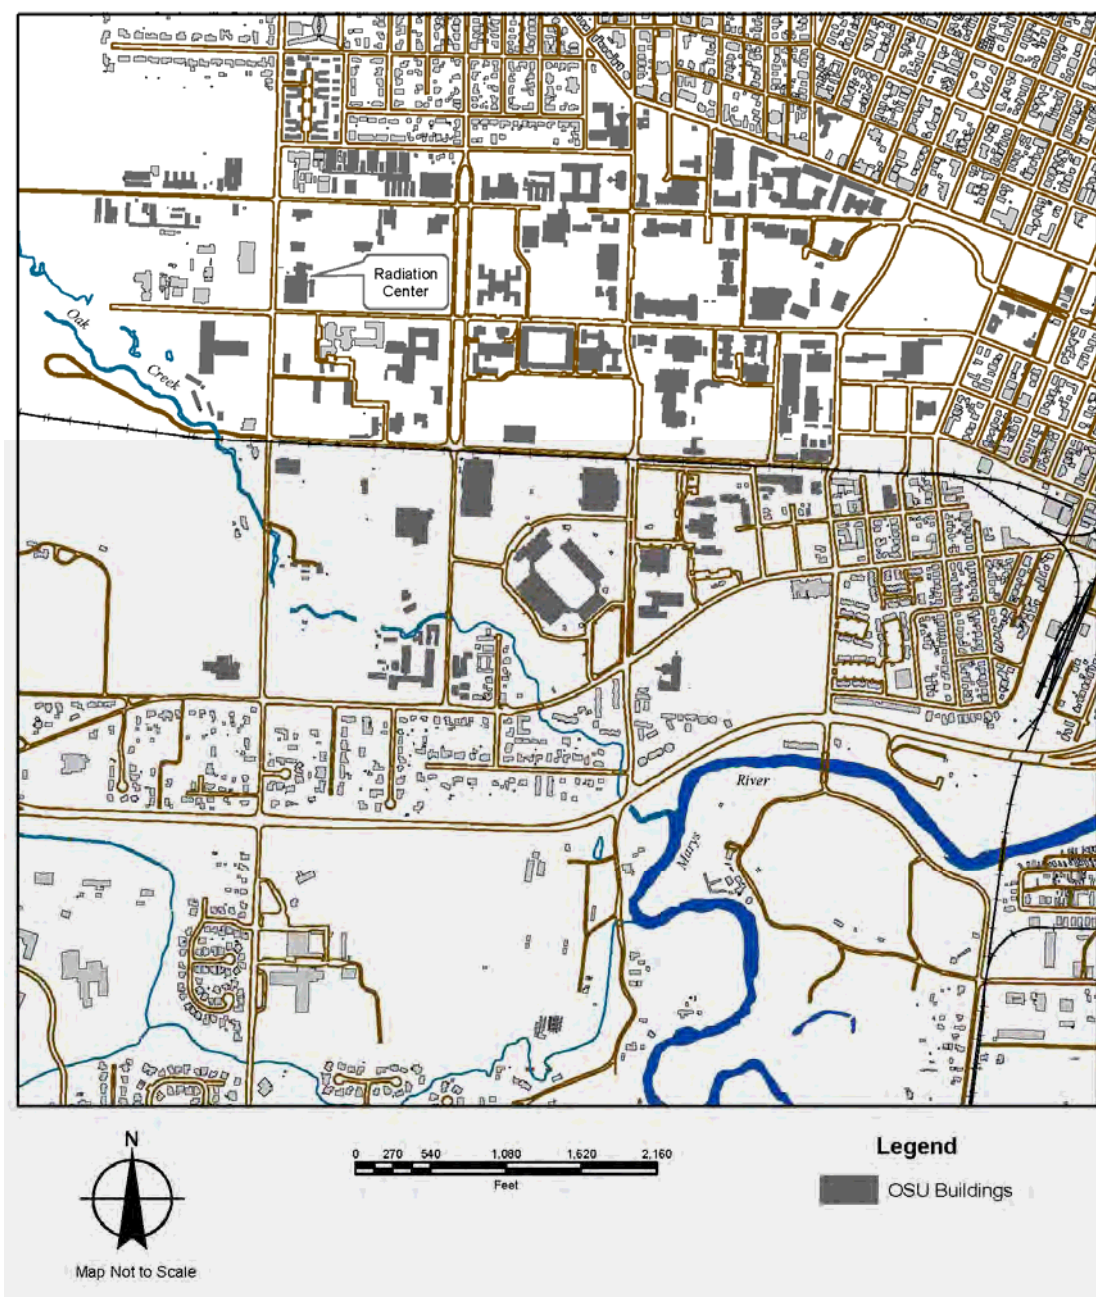 Radiation
Center
Oak
Creek
River
Marys
N
Map Not to Scale
0 270 540 1,080 1,620 2,160
Feet
Legend
OSU Buildings